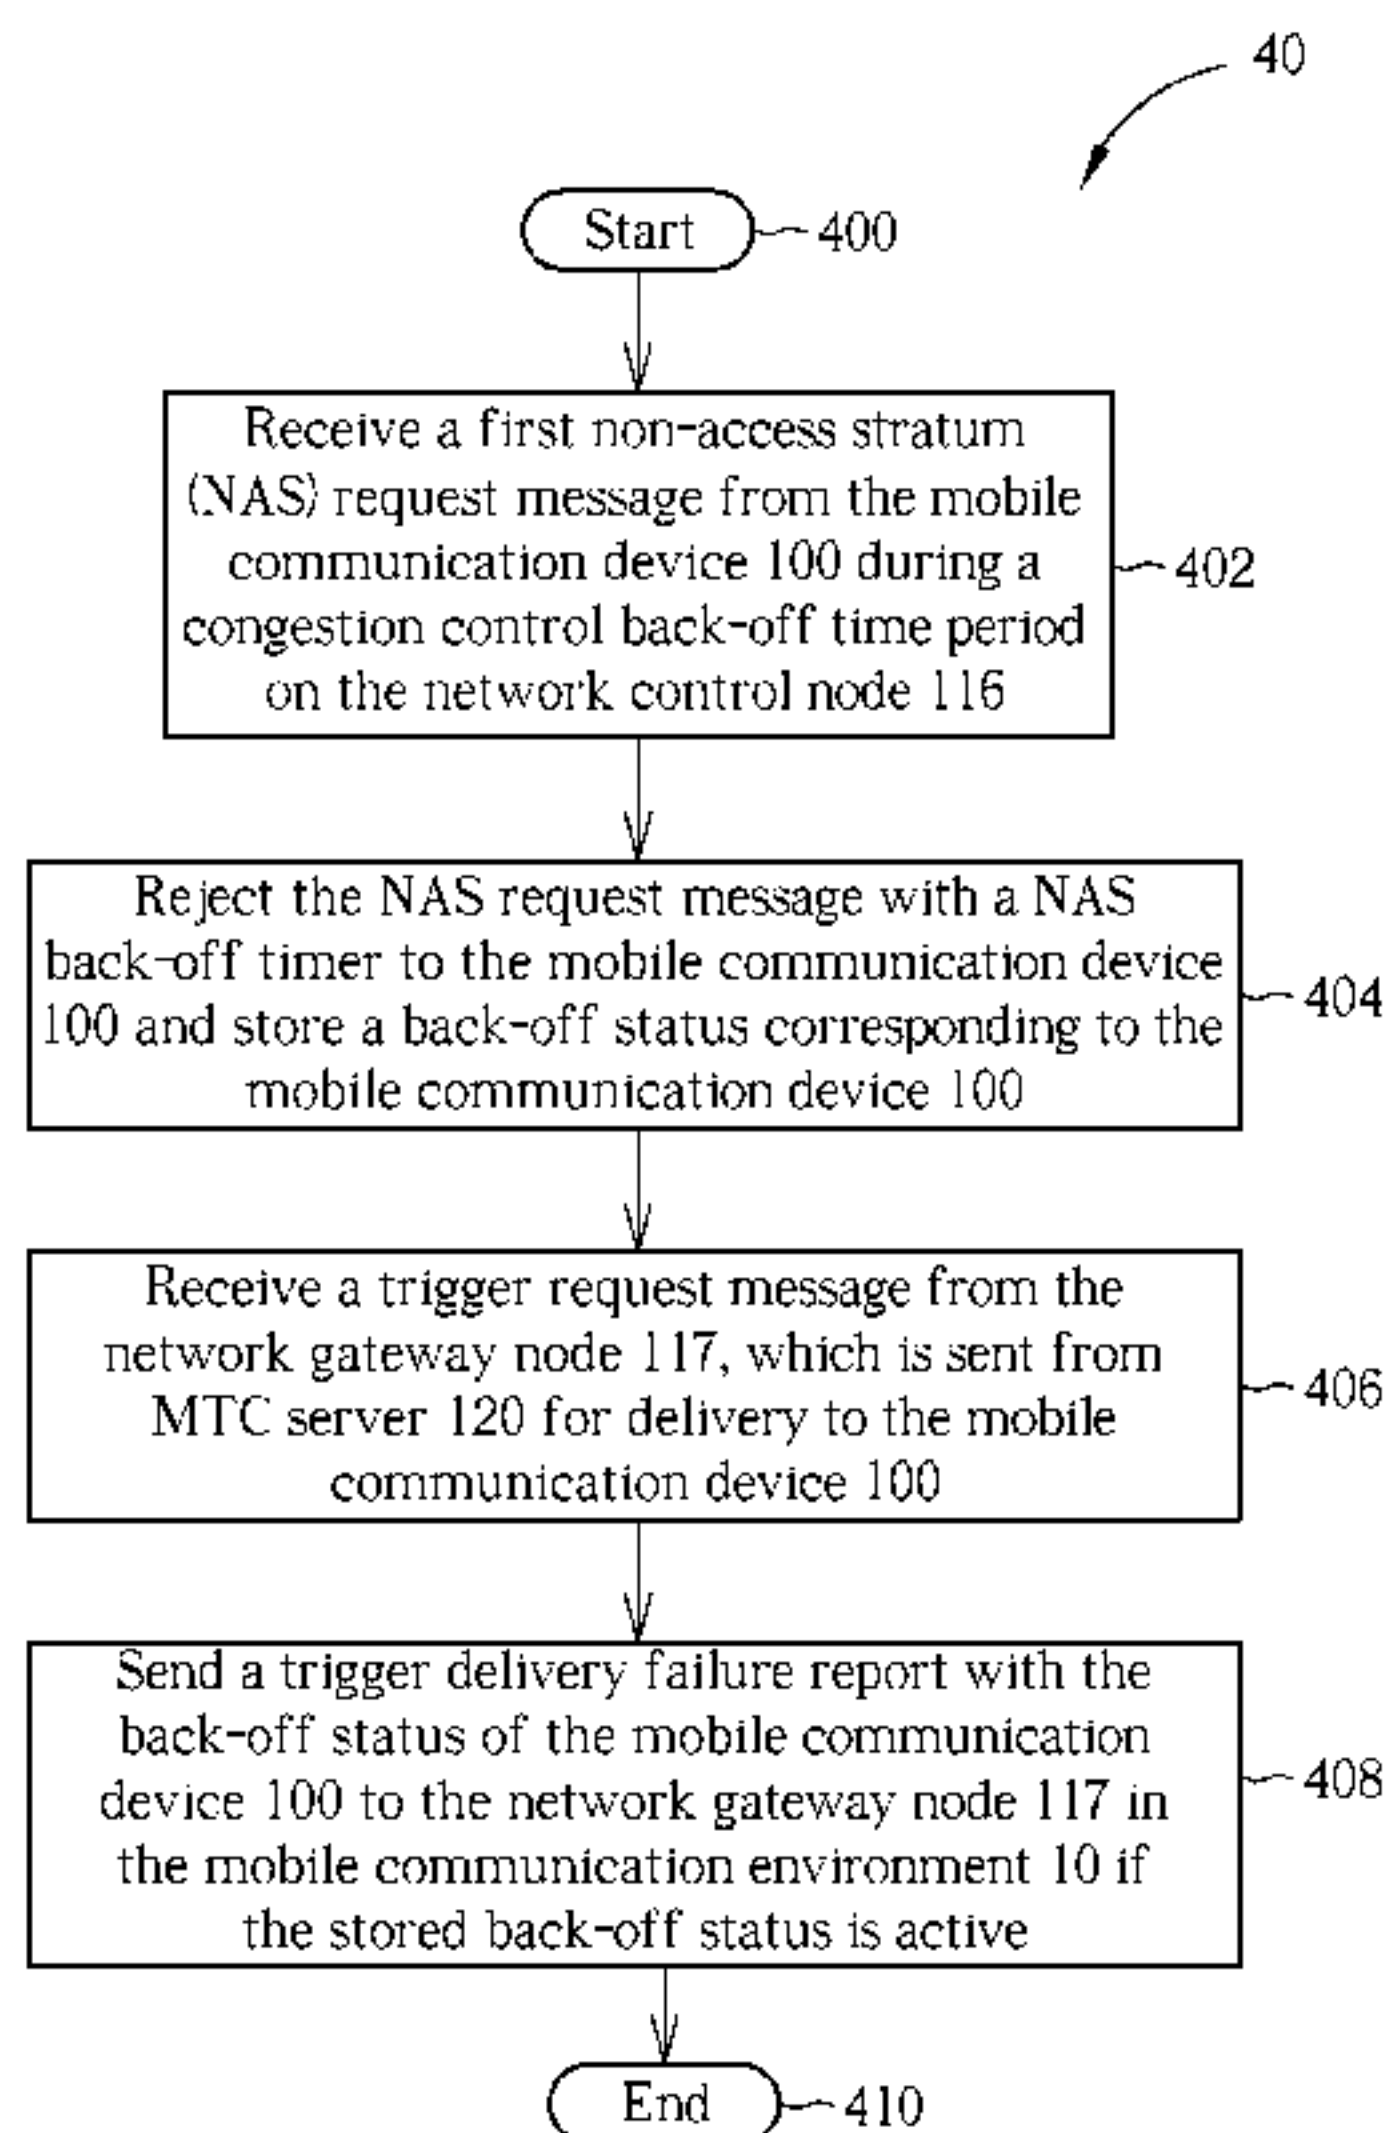 40
Start
400
Receive a first non-access stratum
(NAS) request message from the mobile
communication device 100 during a
congestion control back-off time period
on the network control node 116
402
Reject the NAS request message with a NAS
back-off timer to the mobile communication device
100 and store a back-off status corresponding to the
mobile communication device 100
404
Receive a trigger request message from the
network gateway node 117, which is sent from
MTC server 120 for delivery to the mobile
communication device 100
406
Send a trigger delivery failure report with the
back-off status of the mobile communication
device 100 to the network gateway node 117 in
the mobile communication environment 10 if
the stored back-off status is active
408
End
410